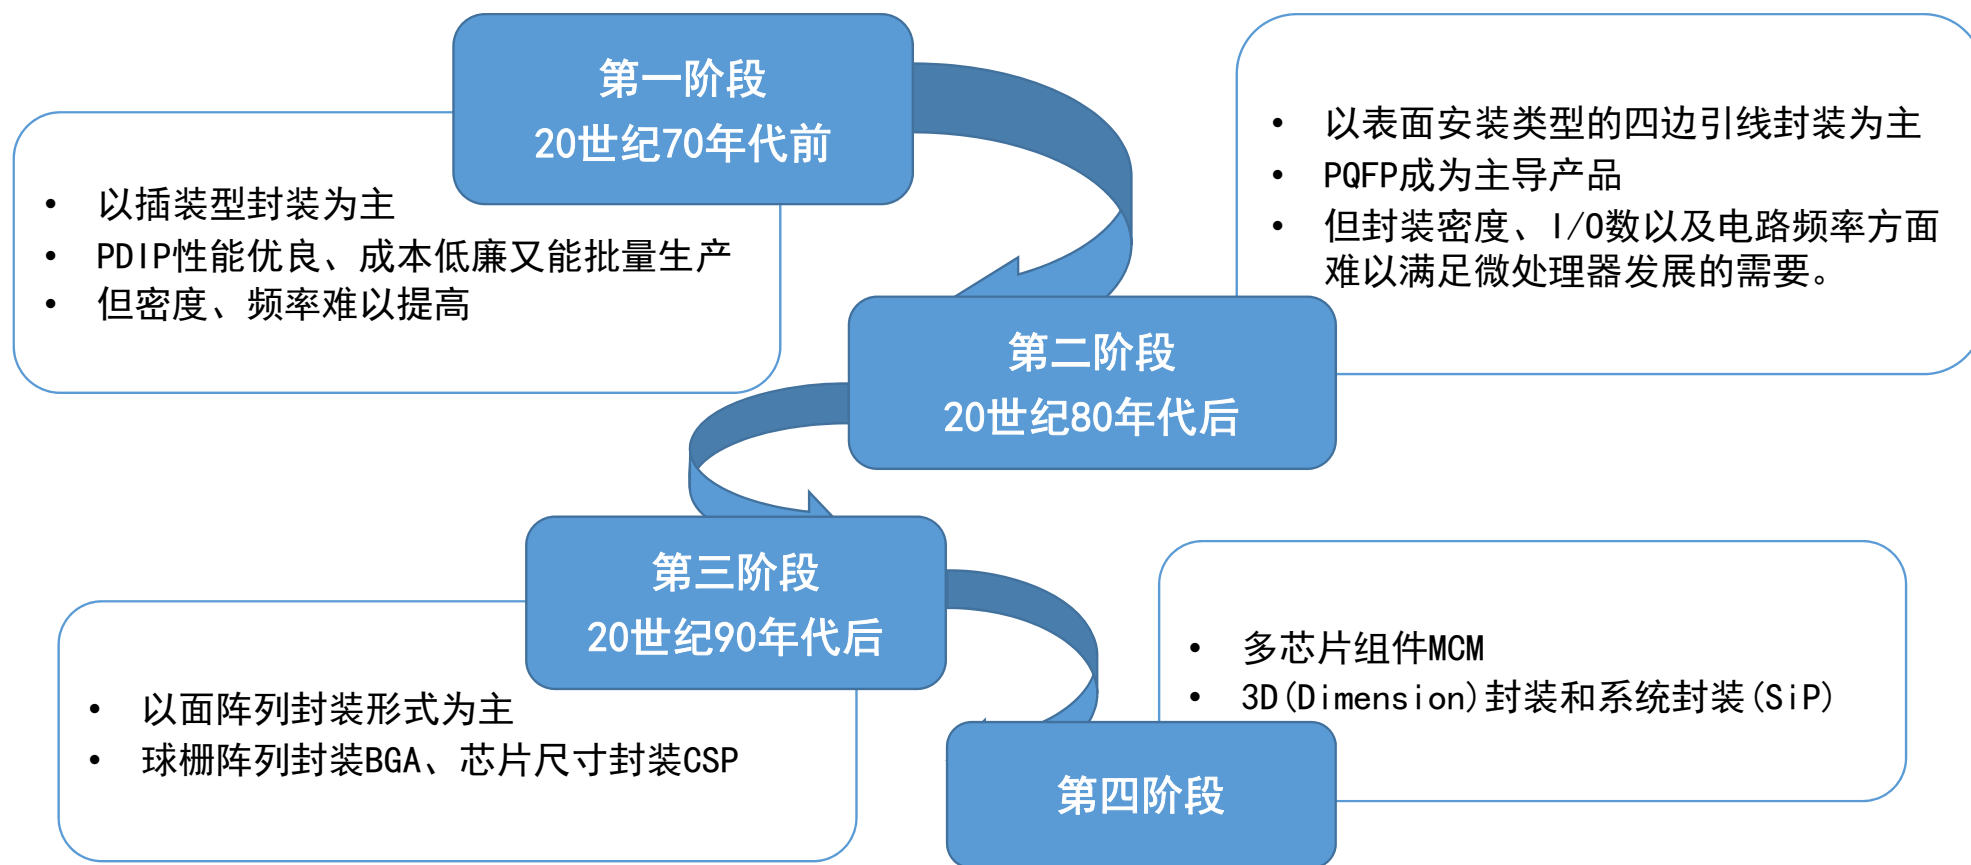 第一阶段
20世纪70年代前
• 以插装型封装为主
• PDIP性能优良、成本低廉又能批量生产
• 但密度、频率难以提高
• 以表面安装类型的四边引线封装为主
• PQFP成为主导产品
• 但封装密度、I/O数以及电路频率方面
难以满足微处理器发展的需要。
第二阶段
20世纪80年代后
第三阶段
20世纪90年代后
• 以面阵列封装形式为主
• 球栅阵列封装BGA、芯片尺寸封装CSP
• 多芯片组件MCM
• 3D(Dimension)封装和系统封装(SiP)
第四阶段